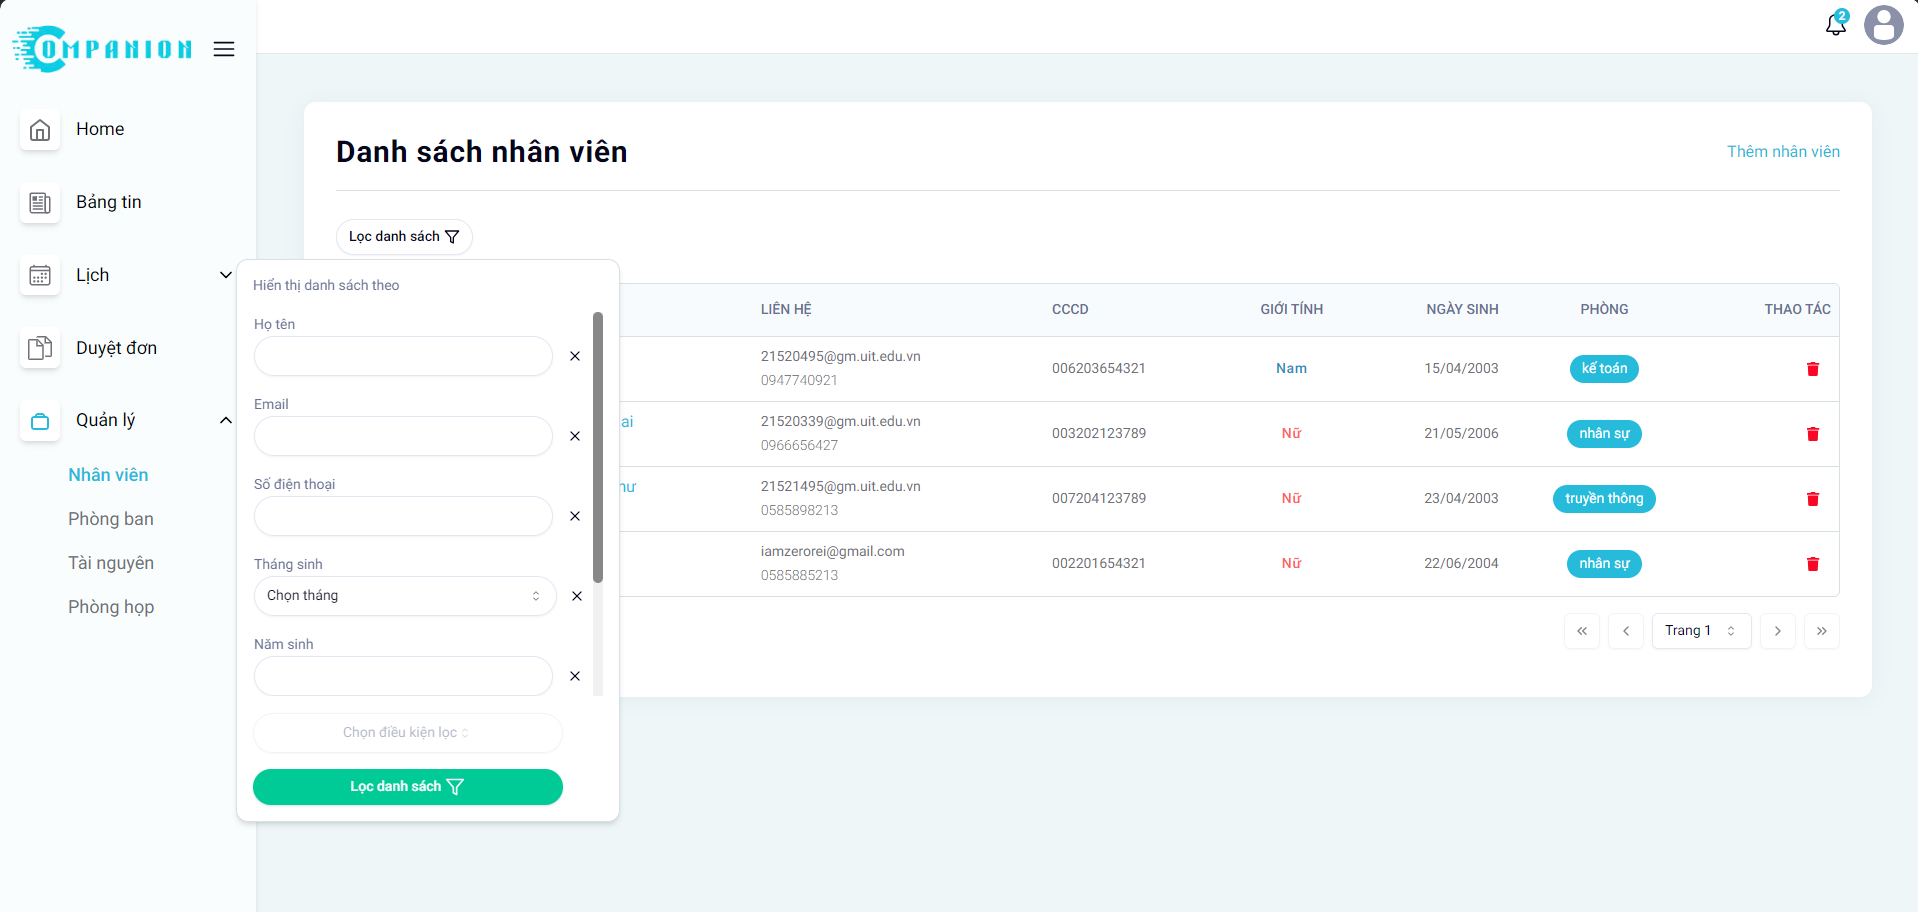 COMPANION
2
Home
Bảng tin
Lịch
Duyệt đơn
Quản lý
Nhân viên
Phòng ban
Tài nguyên
Phòng họp
Danh sách nhân viên
Thêm nhân viên
Lọc danh sách
Hiển thị danh sách theo
Họ tên
Email
Số điện thoại
Tháng sinh
Chọn tháng
Năm sinh
Chọn điều kiện lọc
Lọc danh sách
LIÊN HỆ CCCD GIỚI TÍNH NGÀY SINH PHÒNG THAO TÁC
21520495@gm.uit.edu.vn
0947740921
006203654321 Nam 15/04/2003 kế toán
ai
21520339@gm.uit.edu.vn
0966656427
003202123789 Nữ 21/05/2006 nhân sự
hư
21521495@gm.uit.edu.vn
0585898213
007204123789 Nữ 23/04/2003 truyền thông
iamzerorei@gmail.com
0585885213
002201654321 Nữ 22/06/2004 nhân sự
Trang 1